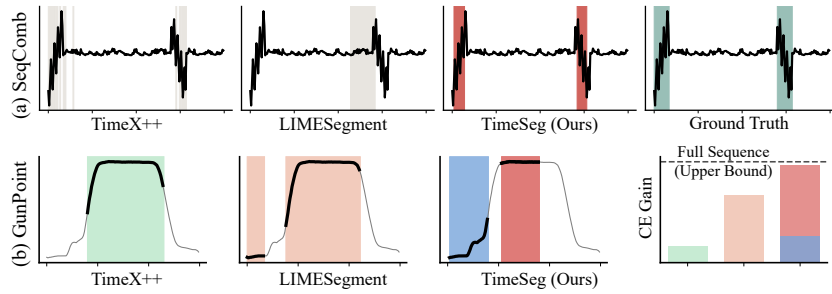 (a) SeqComb
TimeX++
LIMESegment
TimeSeg (Ours)
Ground Truth
(b) GunPoint
TimeX++
LIMESegment
TimeSeg (Ours)
CE Gain
Full Sequence
(Upper Bound)